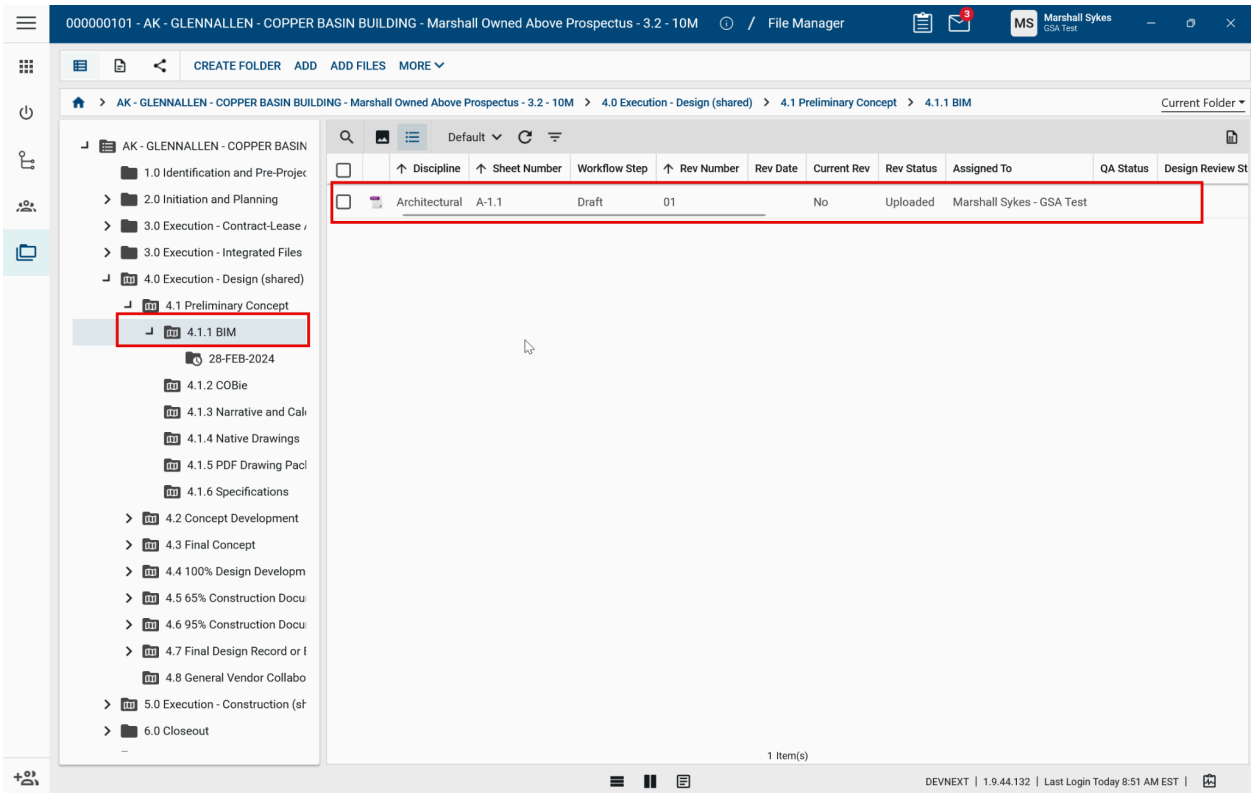 000000101 - AK - GLENNALLEN - COPPER BASIN BUILDING - Marshall Owned Above Prospectus - 3.2 - 10M / File Manager
3
MS Marshall Sykes
GSA Test
CREATE FOLDER ADD ADD FILES MORE
> AK - GLENNALLEN - COPPER BASIN BUILDING - Marshall Owned Above Prospectus - 3.2 - 10M > 4.0 Execution - Design (shared) > 4.1 Preliminary Concept > 4.1.1 BIM
Current Folder
AK - GLENNALLEN - COPPER BASIN
1.0 Identification and Pre-Projec
2.0 Initiation and Planning
3.0 Execution - Contract-Lease
3.0 Execution - Integrated Files
4.0 Execution - Design (shared)
4.1 Preliminary Concept
4.1.1 BIM
28-FEB-2024
4.1.2 COBie
4.1.3 Narrative and Cal
4.1.4 Native Drawings
4.1.5 PDF Drawing Pac
4.1.6 Specifications
4.2 Concept Development
4.3 Final Concept
4.4 100% Design Developm
4.5 65% Construction Docu
4.6 95% Construction Docu
4.7 Final Design Record or
4.8 General Vendor Collabo
5.0 Execution - Construction (sh
6.0 Closeout
Default
Discipline Sheet Number Workflow Step Rev Number Rev Date Current Rev Rev Status Assigned To QA Status Design Review St
Architectural A-1.1 Draft 01 No Uploaded Marshall Sykes - GSA Test
1 Item(s)
DEVNEXT | 1.9.44.132 | Last Login Today 8:51 AM EST |